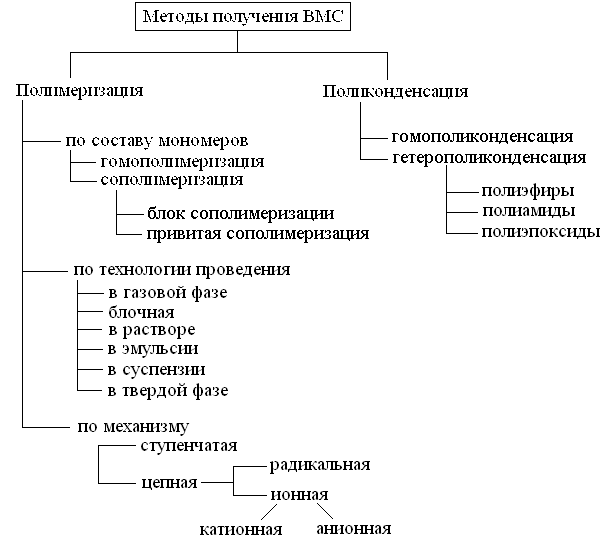 Методы получения ВМС
Полимеризация
Поликонденсация
по составу мономеров
гомополимеризация
сополимеризация
блок сополимеризации
привитая сополимеризация
гомополиконденсация
гетерополиконденсация
полиэфиры
полиамиды
полиэпоксиды
по технологии проведения
в газовой фазе
блочная
в растворе
в эмульсии
в суспензии
в твердой фазе
по механизму
ступенчатая
цепная
радикальная
ионная
катионная
анионная